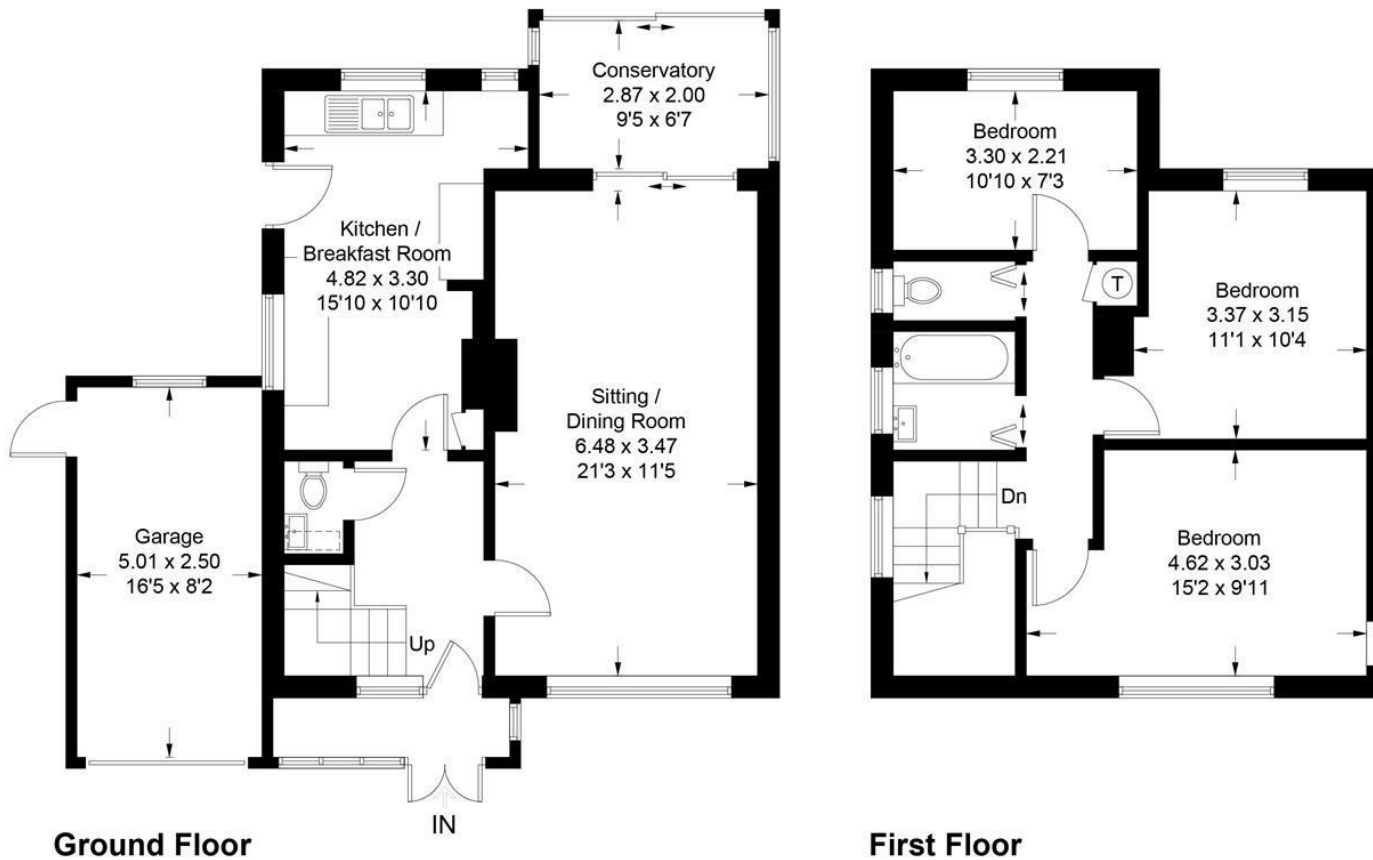 Conservatory
2.87 x 2.00
9'5 x 6'7
Kitchen /
Breakfast Room
4.82 x 3.30
15'10 x 10'10
Sitting /
Dining Room
6.48 x 3.47
21'3 x 11'5
Garage
5.01 x 2.50
16'5 x 8'2
Up
IN
Ground Floor
Bedroom
3.30 x 2.21
10'10 x 7'3
T
Bedroom
3.37 x 3.15
11'1 x 10'4
Dn
Bedroom
4.62 x 3.03
15'2 x 9'11
First Floor